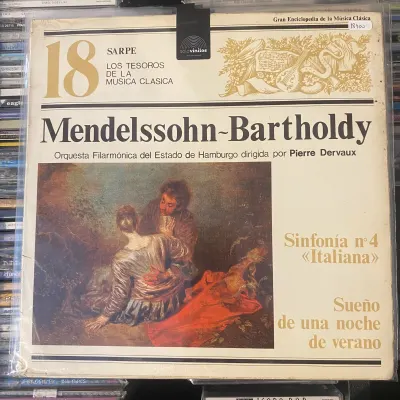 Gran Enciclopedia de la Música Clásica
18
SARPE
LOS TESOROS
DE LA
MUSICA CLASICA
vinilos
Mendelssohn~Bartholdy
Orquesta Filarmónica del Estado de Hamburgo dirigida por Pierre Dervaux
Sinfonía nº 4
«Italiana»
Sueño
de una noche
de verano